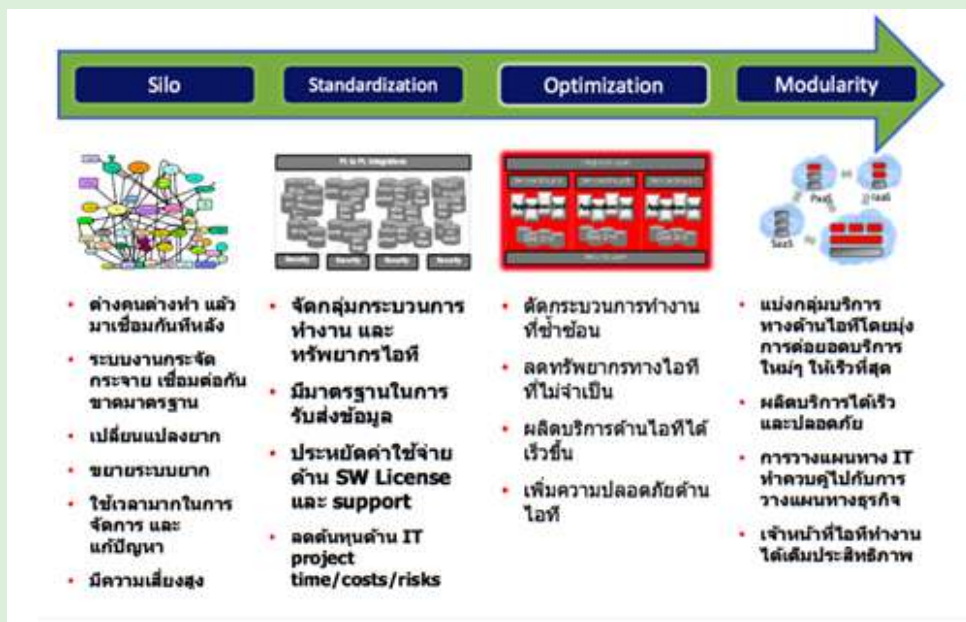 Silo
Standardization
Optimization
Modularity
Security
Security
Security
Security
PaaS
IaaS
SaaS
• ต่างคนต่างทำ แล้ว
มาเชื่อมกันทีหลัง
• ระบบงานกระจัด
กระจาย เชื่อมต่อกัน
ขาดมาตรฐาน
• เปลี่ยนแปลงยาก
• ขยายระบบยาก
• ใช้เวลามากในการ
จัดการ และ
แก้ปัญหา
• มีความเสี่ยงสูง
• จัดกลุ่มกระบวนการ
ทำงาน และ
ทรัพยากรไอที
• มีมาตรฐานในการ
รับส่งข้อมูล
• ประหยัดค่าใช้จ่าย
ด้าน SW License
และ support
• ลดต้นทุนด้าน IT
project
time/costs/risks
• ตัดกระบวนการทำงาน
ที่ซ้ำซ้อน
• ลดทรัพยากรทางไอที
ที่ไม่จำเป็น
• ผลิตบริการด้านไอทีได้
เร็วขึ้น
• เพิ่มความปลอดภัยด้าน
ไอที
• แบ่งกลุ่มบริการ
ทางด้านไอทีโดยมุ่ง
การต่อยอดบริการ
ใหม่ๆ ให้เร็วที่สุด
• ผลิตบริการได้เร็ว
และปลอดภัย
• การวางแผนทาง IT
ทำควบคู่ไปกับการ
วางแผนทางธุรกิจ
• เจ้าหน้าที่ไอทีทำงาน
ได้เต็มประสิทธิภาพ